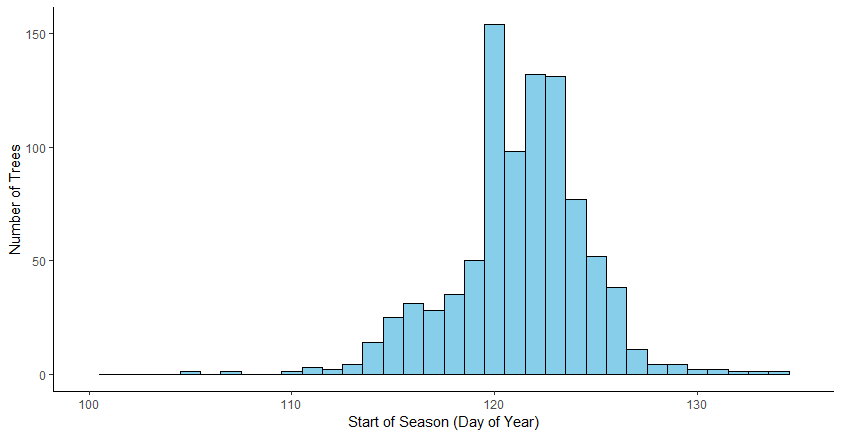 150
100
50
0
Number of Trees
100 110 120 130
Start of Season (Day of Year)